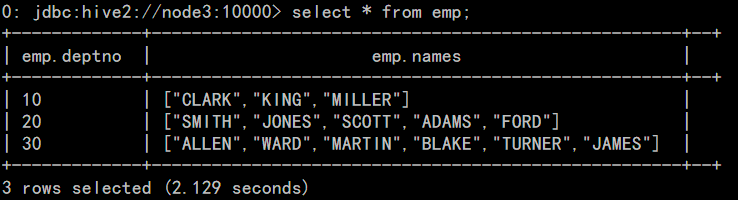 0: jdbc:hive2://node3:10000> select * from emp;
+-------------+----------------------------------------------------+--+
| emp.deptno  |                     emp.names                      |
+-------------+----------------------------------------------------+--+
| 10          | ["CLARK","KING","MILLER"]                          |
| 20          | ["SMITH","JONES","SCOTT","ADAMS","FORD"]           |
| 30          | ["ALLEN","WARD","MARTIN","BLAKE","TURNER","JAMES"]  |
+-------------+----------------------------------------------------+--+
3 rows selected (2.129 seconds)